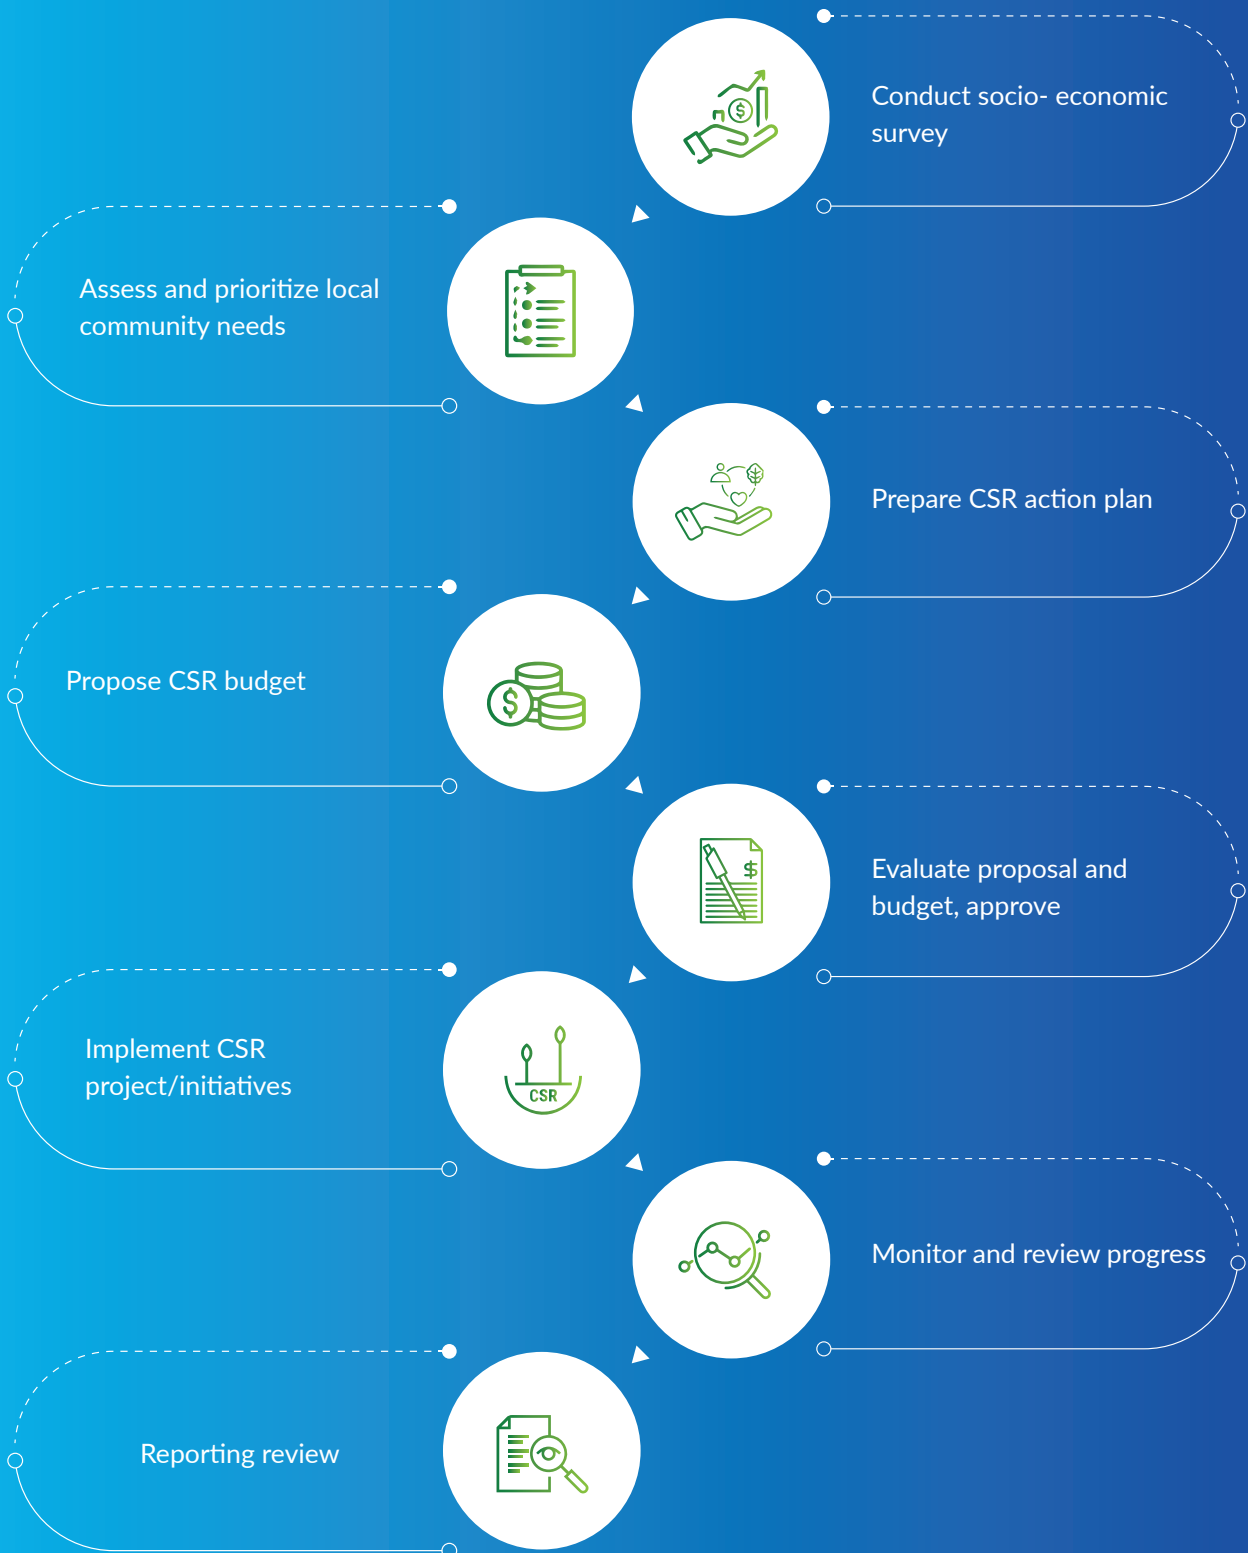 Conduct socio- economic
survey
Assess and prioritize local
community needs
Prepare CSR action plan
Propose CSR budget
Evaluate proposal and
budget, approve
Implement CSR
project/initiatives
CSR
Monitor and review progress
Reporting review